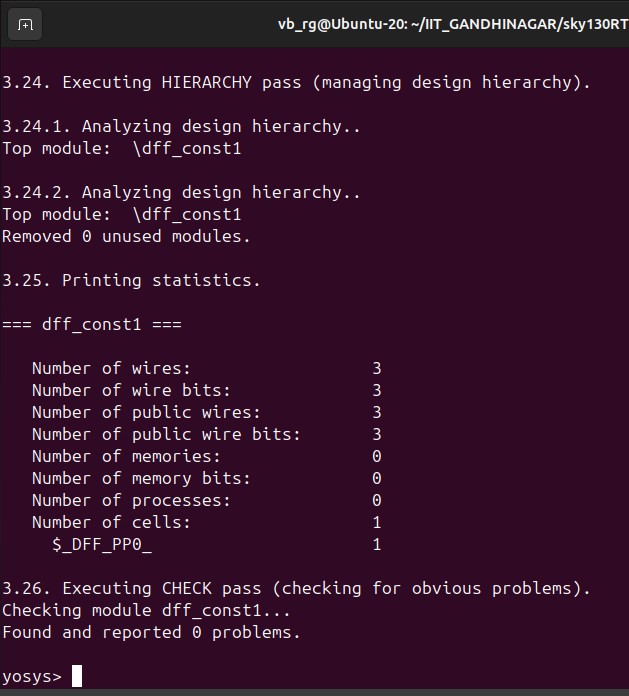 vb_rg@Ubuntu-20: ~/IIT_GANDHINAGAR/sky130RT
3.24. Executing HIERARCHY pass (managing design hierarchy).
3.24.1. Analyzing design hierarchy..
Top module:  \dff_const1
3.24.2. Analyzing design hierarchy..
Top module:  \dff_const1
Removed 0 unused modules.
3.25. Printing statistics.
=== dff_const1 ===
Number of wires: 3
Number of wire bits: 3
Number of public wires: 3
Number of public wire bits: 3
Number of memories: 0
Number of memory bits: 0
Number of processes: 0
Number of cells: 1
$_DFF_PP0_ 1
3.26. Executing CHECK pass (checking for obvious problems).
Checking module dff_const1...
Found and reported 0 problems.
yosys>